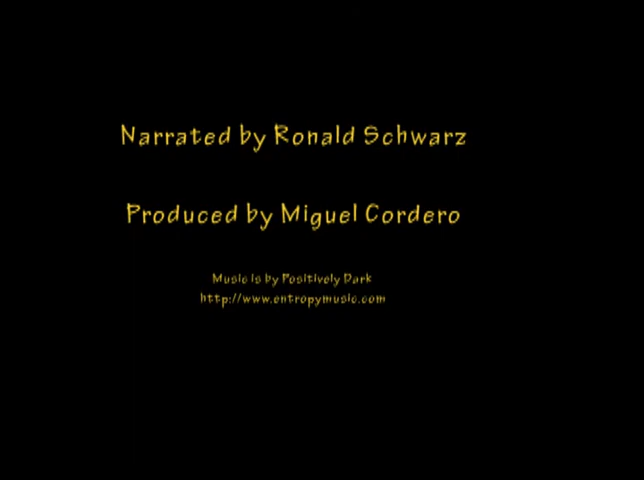 Narrated by Ronald Schwarz
Produced by Miguel Cordero
Music is by Positively Dark
http://www.entropymusic.com